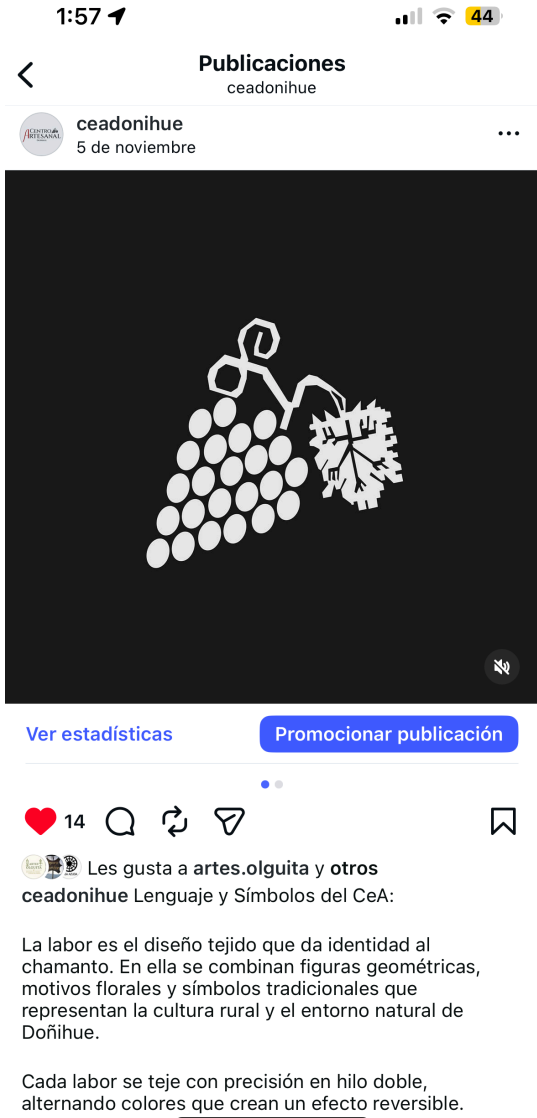 1:57
44
Publicaciones
ceadonihue
CENTRO de
ARTESANAL
ceadonihue
5 de noviembre
Ver estadísticas
Promocionar publicación
14
Les gusta a artes.olguita y otros
ceadonihue Lenguaje y Símbolos del CeA:
La labor es el diseño tejido que da identidad al
chamanto. En ella se combinan figuras geométricas,
motivos florales y símbolos tradicionales que
representan la cultura rural y el entorno natural de
Doñihue.
Cada labor se teje con precisión en hilo doble,
alternando colores que crean un efecto reversible.